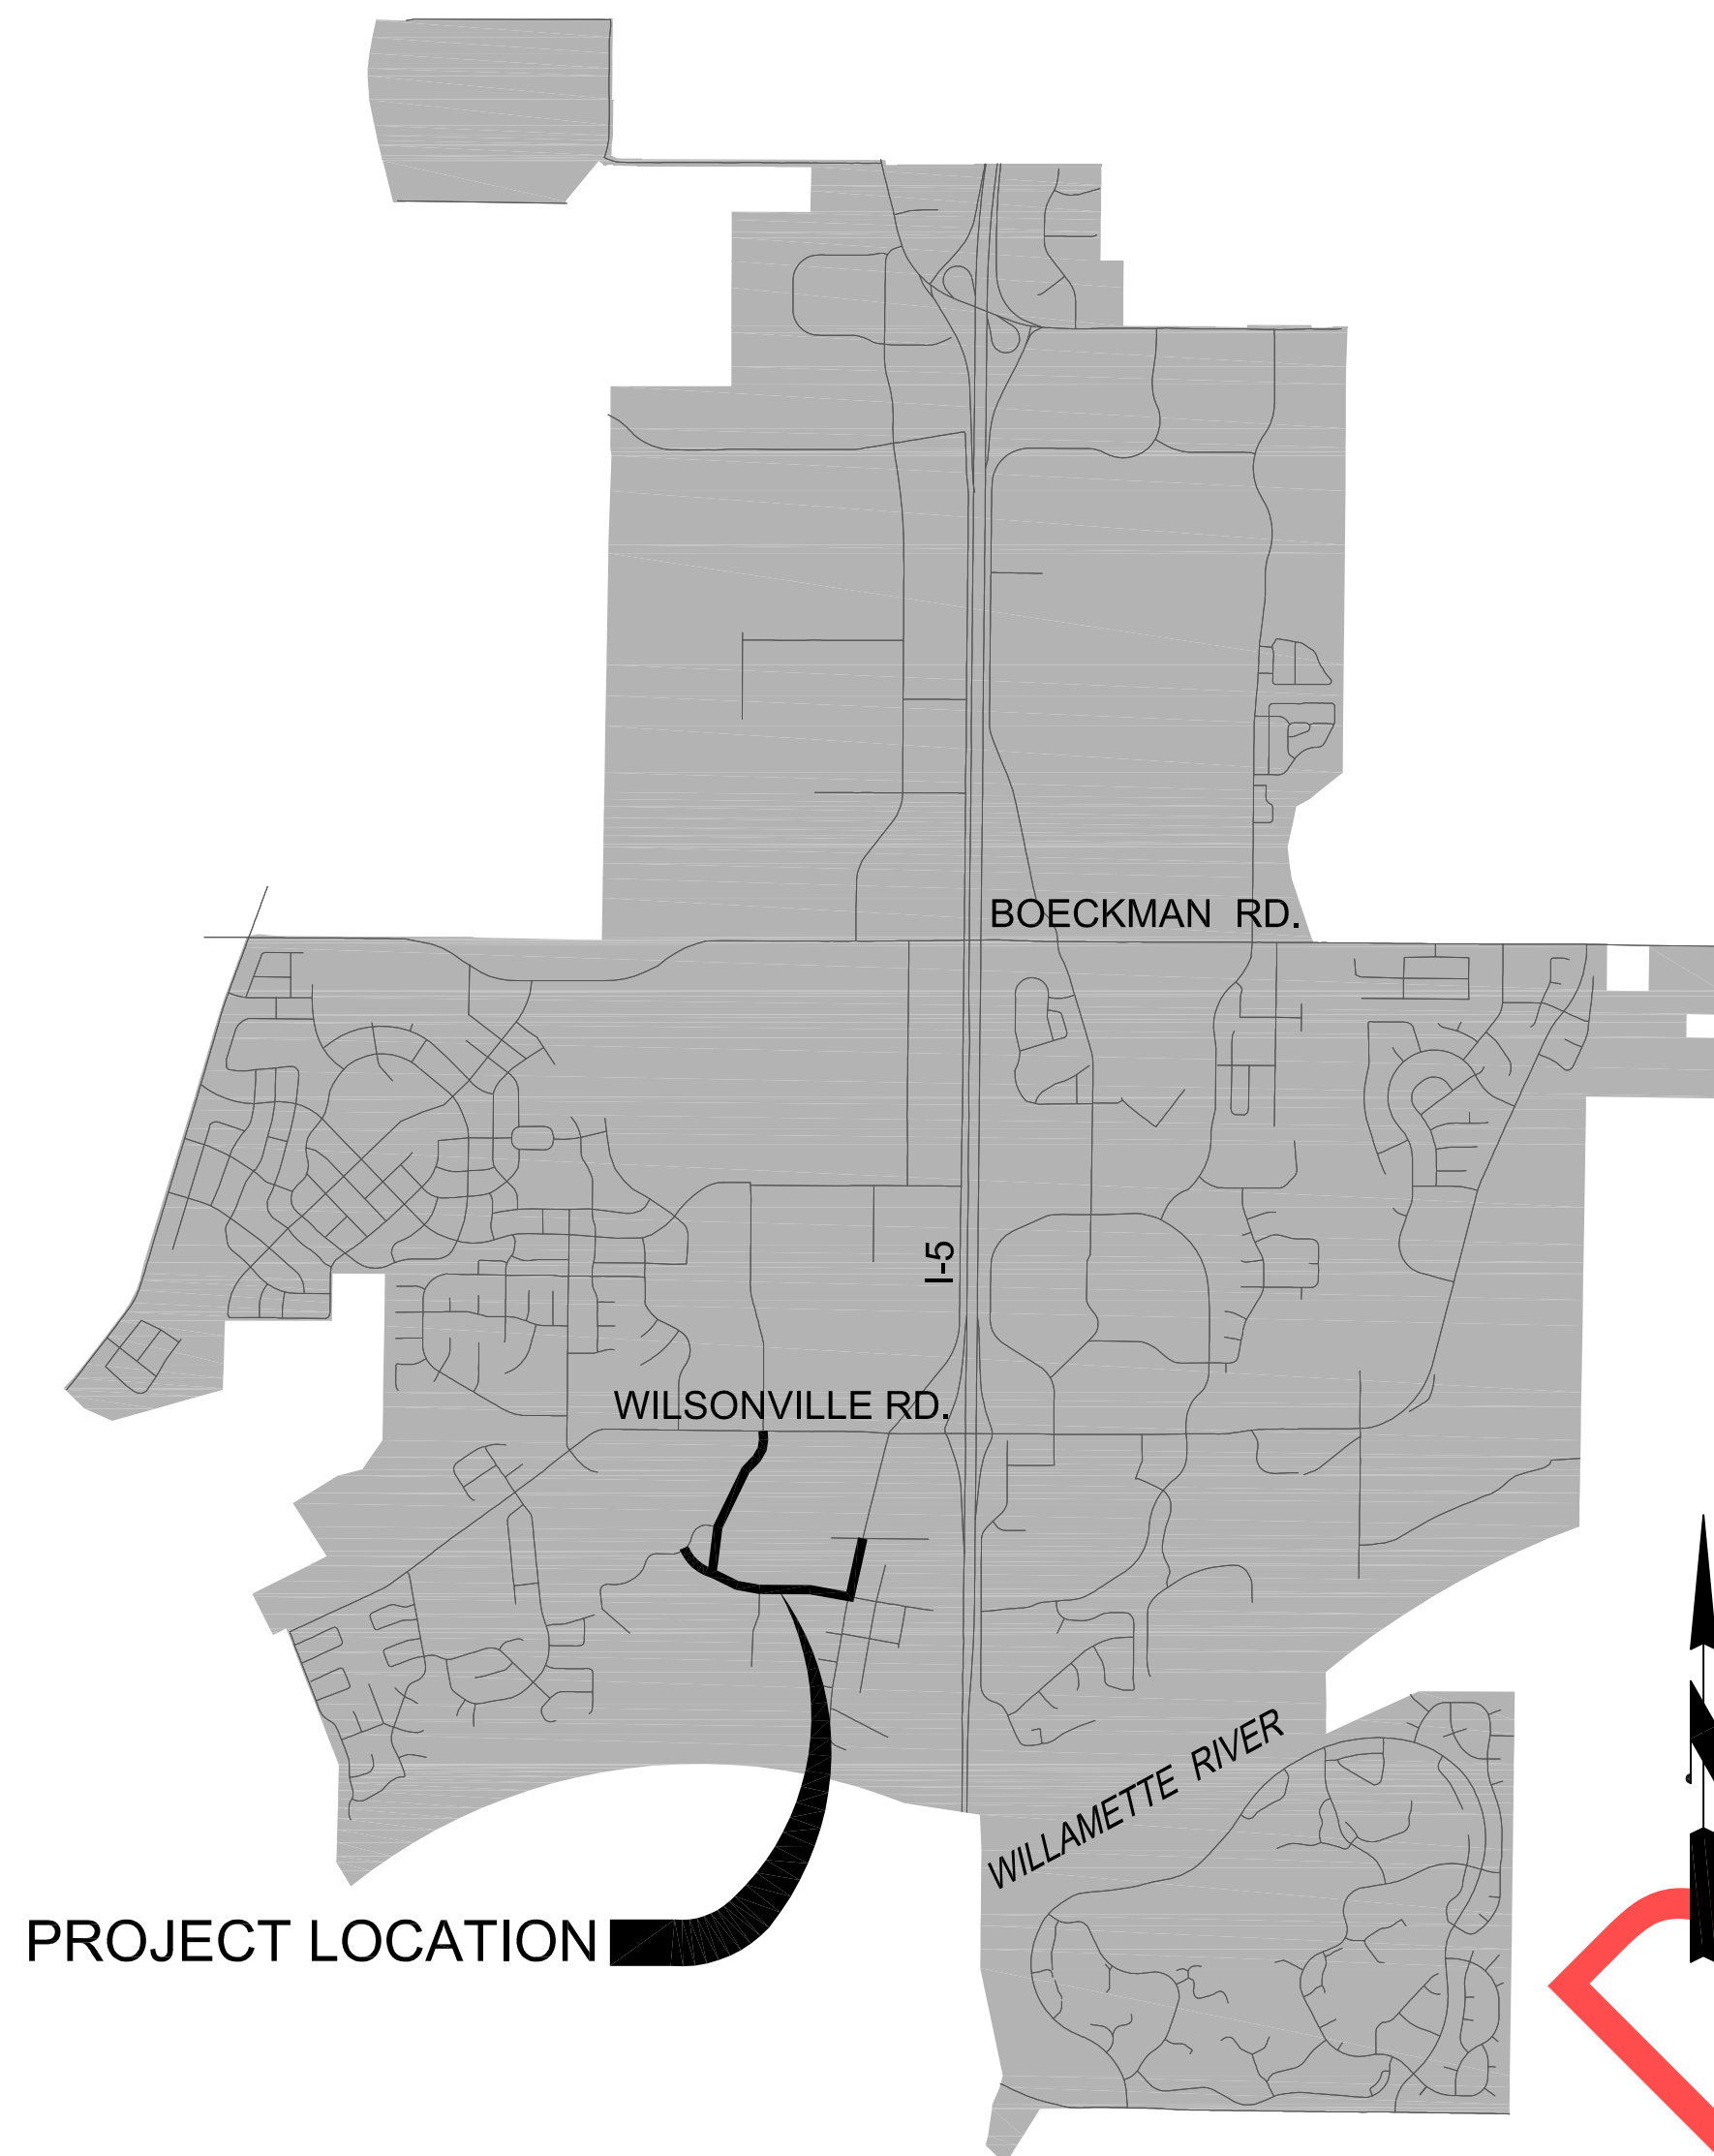 BOECKMAN RD.
I-5
WILSONVILLE RD.
WILLAMETTE RIVER
PROJECT LOCATION